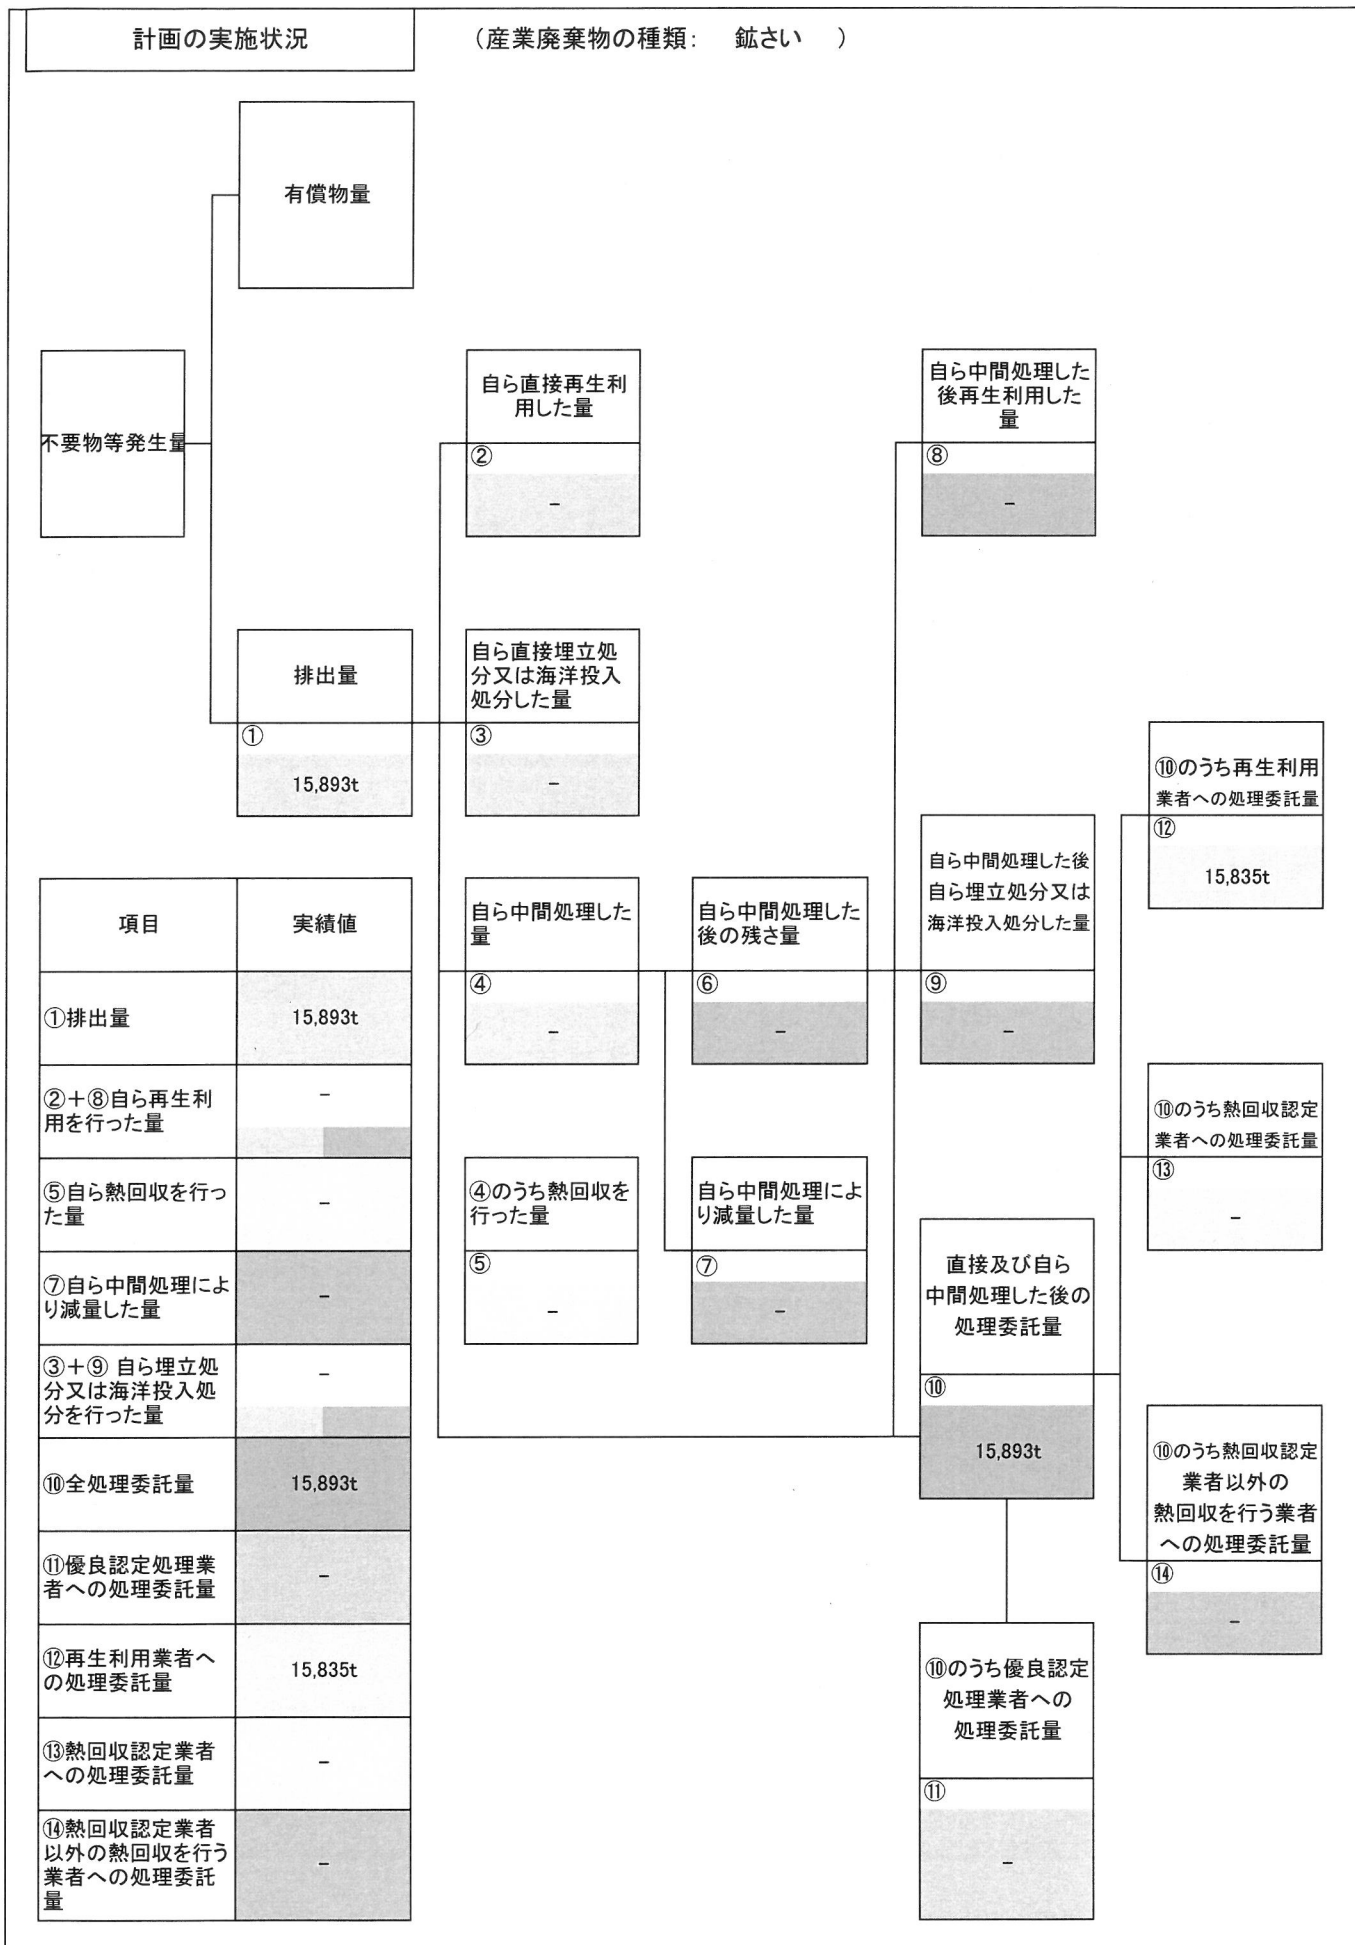 計画の実施状況
（産業廃棄物の種類： 鉱さい ）
有償物量
不要物等発生量
自ら直接再生利
用した量
②
－
自ら中間処理した
後再生利用した
量
⑧
－
排出量
①
15,893t
自ら直接埋立処
分又は海洋投入
処分した量
③
－
⑩のうち再生利用
業者への処理委託量
⑫
15,835t
自ら中間処理した
量
④
－
自ら中間処理した
後の残さ量
⑥
－
自ら中間処理した後
自ら埋立処分又は
海洋投入処分した量
⑨
－
⑩のうち熱回収認定
業者への処理委託量
⑬
－
④のうち熱回収を
行った量
⑤
－
自ら中間処理によ
り減量した量
⑦
－
直接及び自ら
中間処理した後の
処理委託量
⑩
15,893t
⑩のうち熱回収認定
業者以外の
熱回収を行う業者
への処理委託量
⑭
－
⑩のうち優良認定
処理業者への
処理委託量
⑪
－
項目 実績値
①排出量 15,893t
②＋⑧自ら再生利
用を行った量
－
⑤自ら熱回収を行っ
た量
－
⑦自ら中間処理によ
り減量した量
－
③＋⑨ 自ら埋立処
分又は海洋投入処
分を行った量
－
⑩全処理委託量 15,893t
⑪優良認定処理業
者への処理委託量
－
⑫再生利用業者へ
の処理委託量
15,835t
⑬熱回収認定業者
への処理委託量
－
⑭熱回収認定業者
以外の熱回収を行う
業者への処理委託
量
－